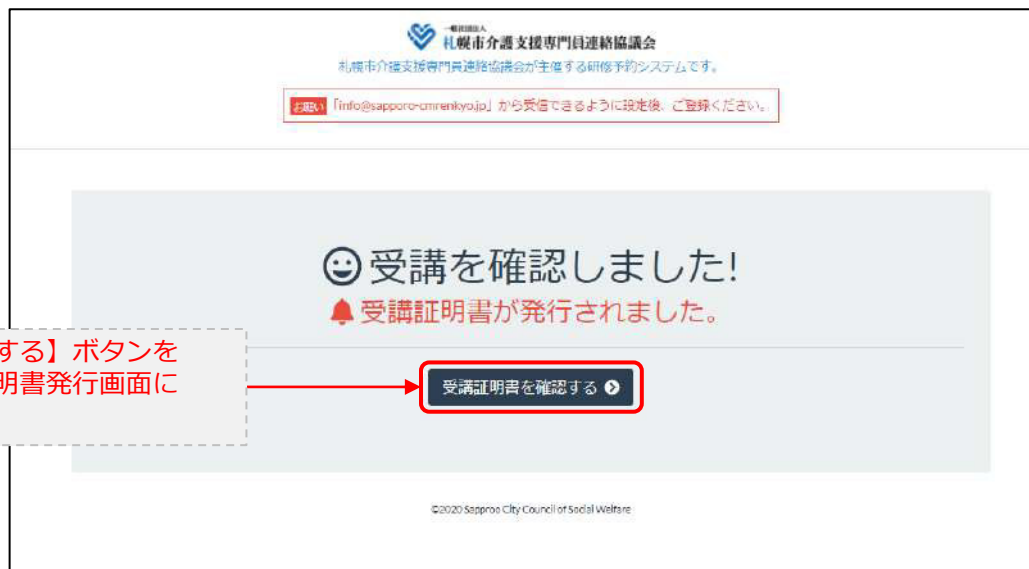 一般社団法人
札幌市介護支援専門員連絡協議会
札幌市介護支援専門員連絡協議会が主催する研修予約システムです。
お願い 「info@sapporo-cmrenkyo.jp」から受信できるように設定後、ご登録ください。
受講を確認しました!
受講証明書が発行されました。
する】ボタンを
明書発行画面に
受講証明書を確認する
©2020 Sapproo City Council of Social Welfare